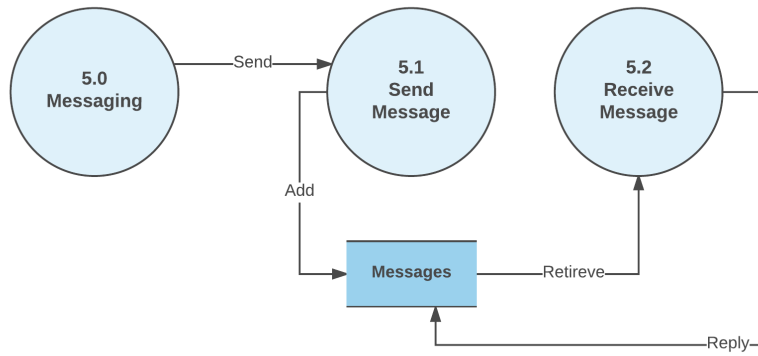 5.0
Messaging
Send
5.1
Send
Message
5.2
Receive
Message
Add
Messages
Retireve
Reply